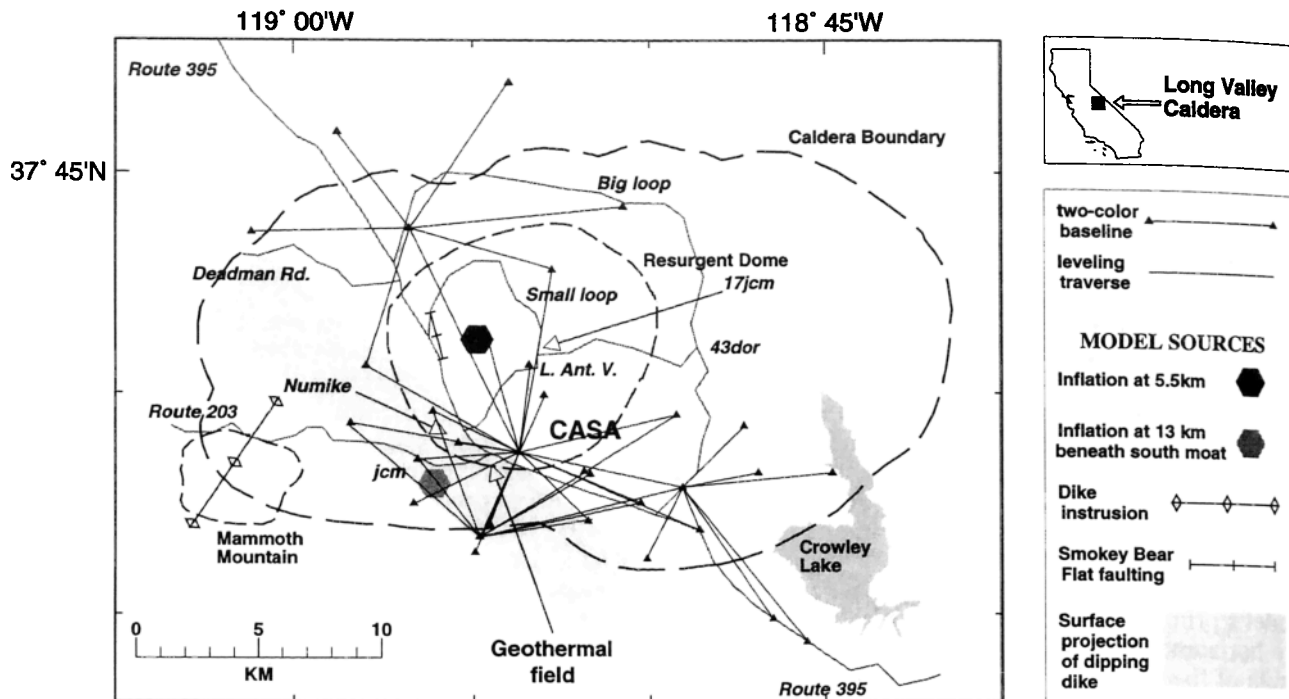 119° 00'W
118° 45'W
37° 45'N
Route 395
Caldera Boundary
Big loop
Deadman Rd.
Resurgent Dome
17jcm
Small loop
43dor
L. Ant. V.
Numike
Route 203
CASA
jcm
Mammoth
Mountain
Crowley
Lake
0 5 10
KM
Geothermal
field
Route 395
Long Valley
Caldera
two-color
baseline
leveling
traverse
MODEL SOURCES
Inflation at 5.5km
Inflation at 13 km
beneath south moat
Dike
instrusion
Smokey Bear
Flat faulting
Surface
projection
of dipping
dike